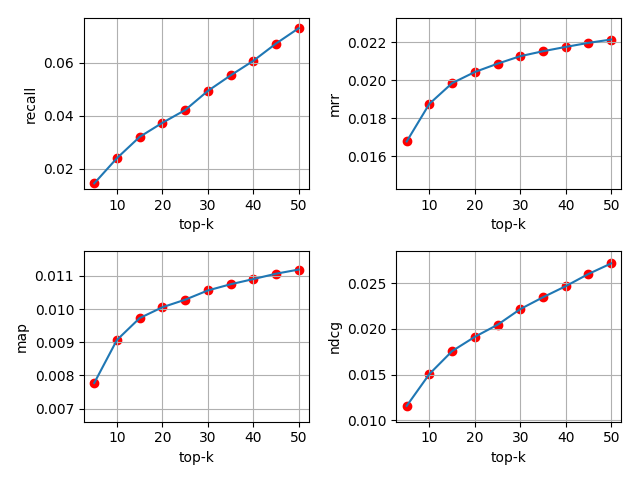 0.06
0.04
0.02
recall
10 20 30 40 50
top-k
0.022
0.020
0.018
0.016
mrr
10 20 30 40 50
top-k
0.011
0.010
0.009
0.008
0.007
map
10 20 30 40 50
top-k
0.025
0.020
0.015
0.010
ndcg
10 20 30 40 50
top-k